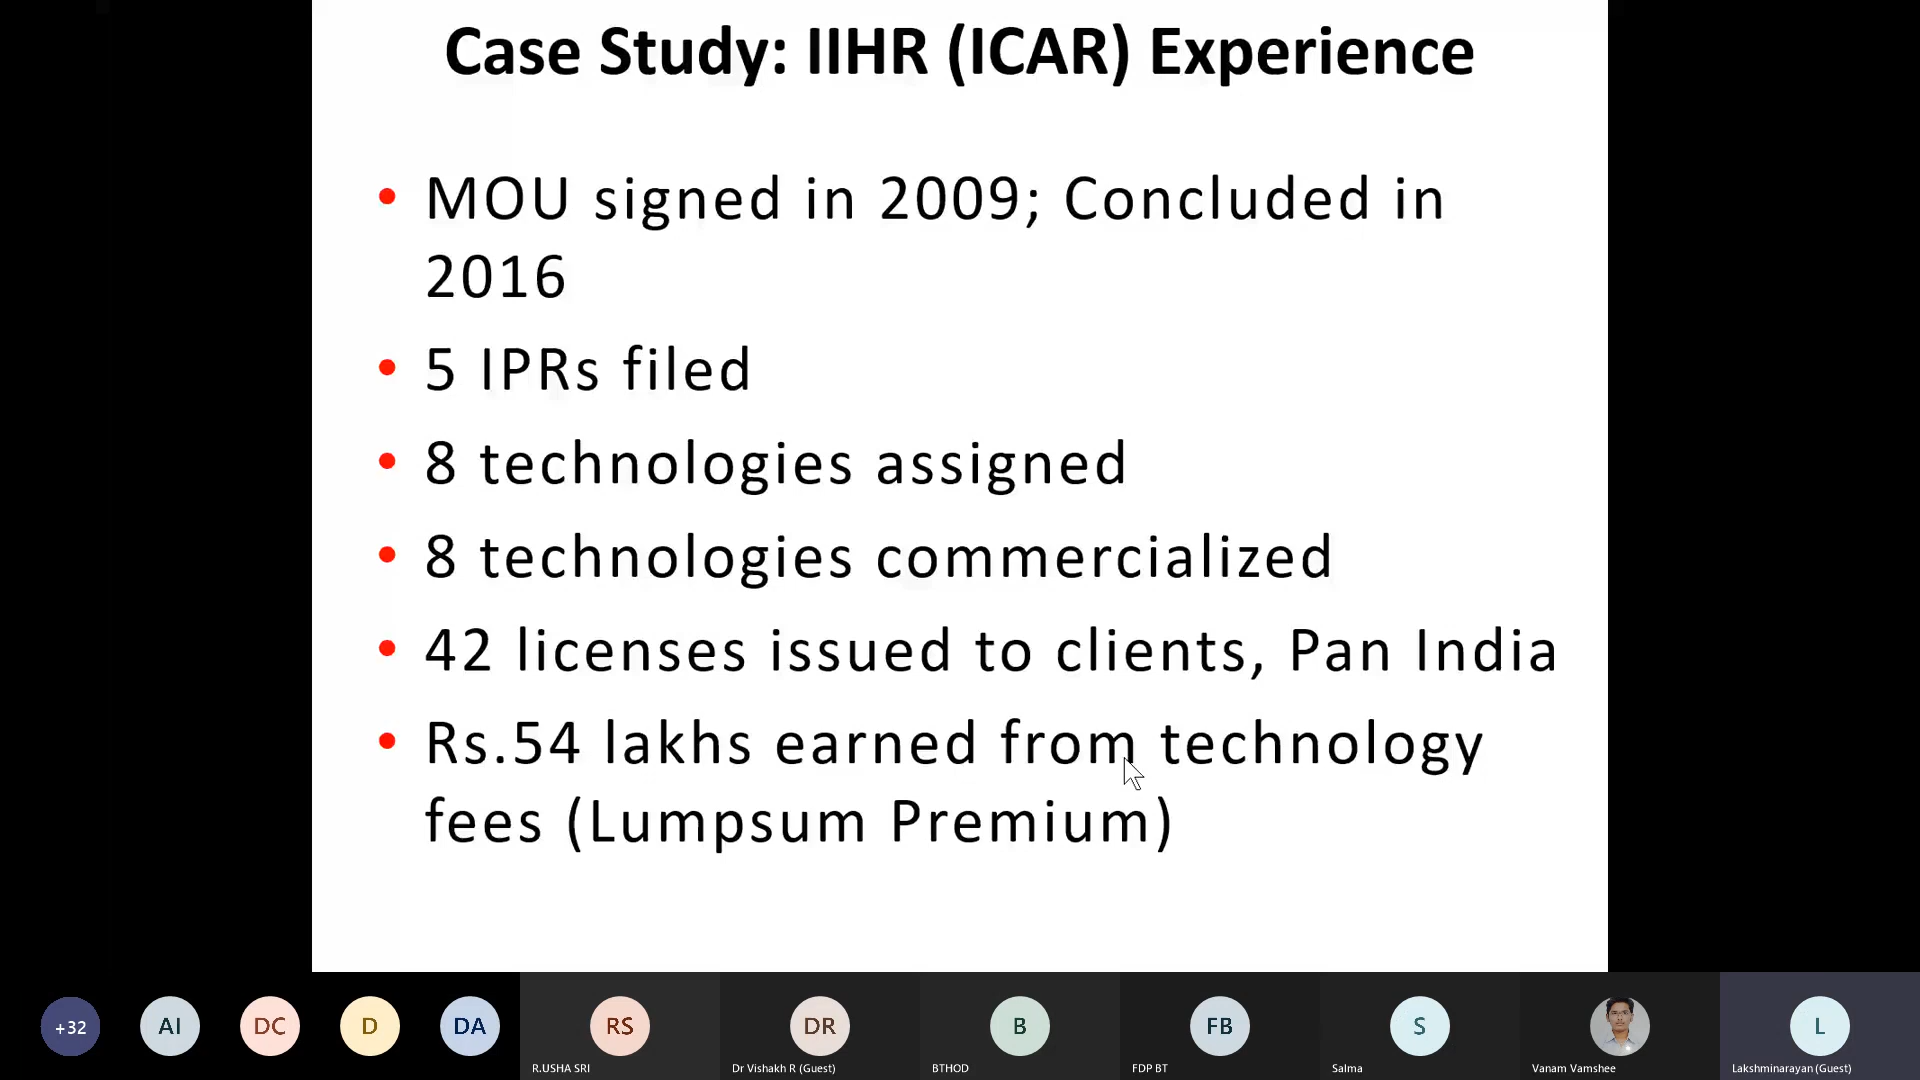 Case Study: IIHR (ICAR) Experience
• MOU signed in 2009; Concluded in
2016
• 5 IPRs filed
• 8 technologies assigned
• 8 technologies commercialized
• 42 licenses issued to clients, Pan India
• Rs.54 lakhs earned from technology
fees (Lumpsum Premium)
+32 AI DC D DA RS DR B FB S L
R.USHA SRI Dr Vishakh R (Guest) BTHOD FDP BT Salma Vanam Vamshee Lakshminarayan (Guest)